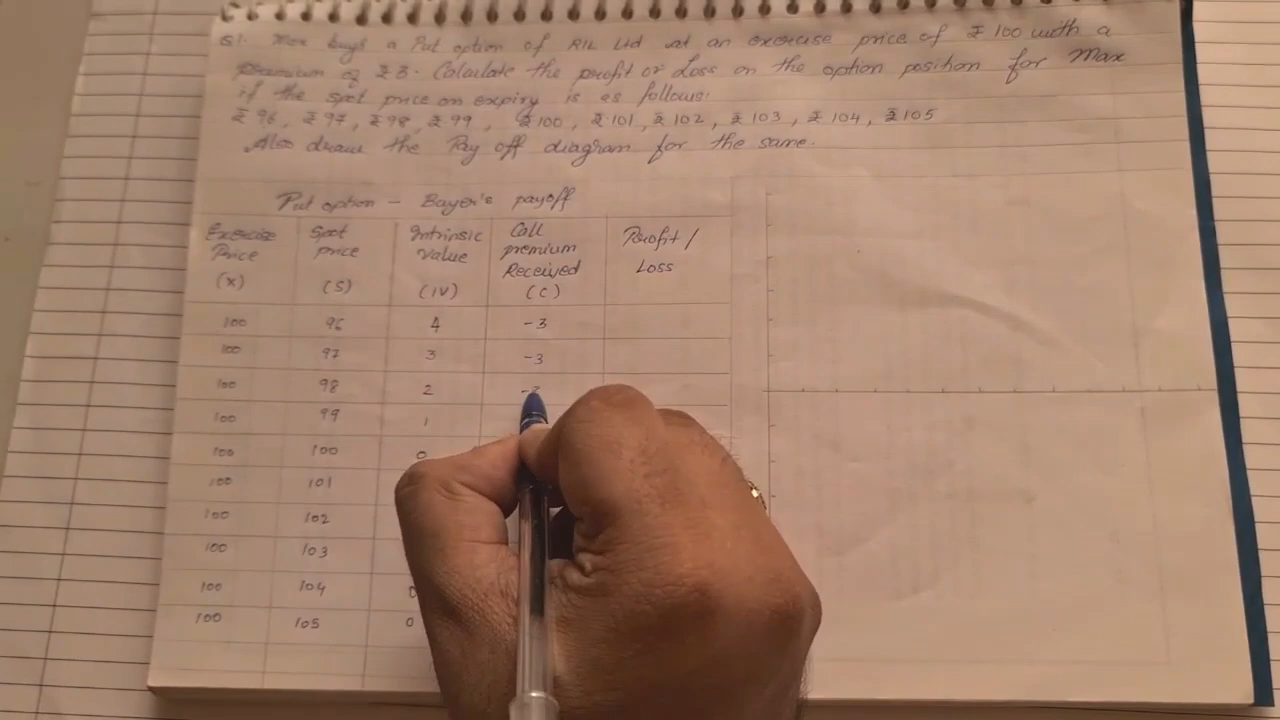 Q1. Max buys a Put option of RIL Ltd at an exercise price of ₹ 100 with a
premium of ₹ 3. Calculate the profit or Loss on the option position for Max
if the spot price on expiry is as follows:
₹ 96, ₹ 97, ₹ 98, ₹ 99, ₹ 100, ₹ 101, ₹ 102, ₹ 103, ₹ 104, ₹ 105
Also draw the Pay off diagram for the same.
Put option - Buyer's payoff
Exercise Price (X) Spot price (S) Intrinsic value (IV) Call premium Received (C) Profit / Loss
100 96 4 -3
100 97 3 -3
100 98 2
100 99 1
100 100 0
100 101
100 102
100 103
100 104 0
100 105 0